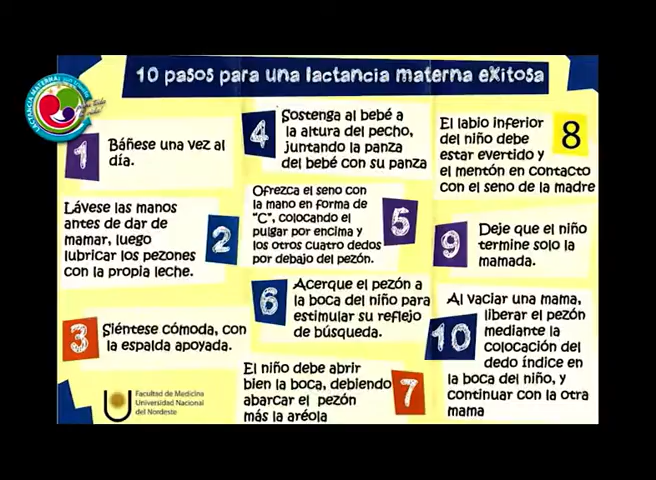 10 pasos para una lactancia materna exitosa
LACTANCIA MATERNA
1
Báñese una vez al
día.
Lávese las manos
antes de dar de
mamar, luego
lubricar los pezones
con la propia leche.
2
3
Siéntese cómoda, con
la espalda apoyada.
4
Sostenga al bebé a
la altura del pecho,
juntando la panza
del bebé con su panza
Ofrezca el seno con
la mano en forma de
"C", colocando el
pulgar por encima y
los otros cuatro dedos
por debajo del pezón.
5
6
Acerque el pezón a
la boca del niño para
estimular su reflejo
de búsqueda.
El niño debe abrir
bien la boca, debiendo
abarcar el pezón
más la aréola
7
El labio inferior
del niño debe
estar evertido y
el mentón en contacto
con el seno de la madre
8
9
Deje que el niño
termine solo la
mamada.
Al vaciar una mama,
liberar el pezón
mediante la
colocación del
dedo índice en
la boca del niño, y
continuar con la otra
mama
10
Facultad de Medicina
Universidad Nacional
del Nordeste